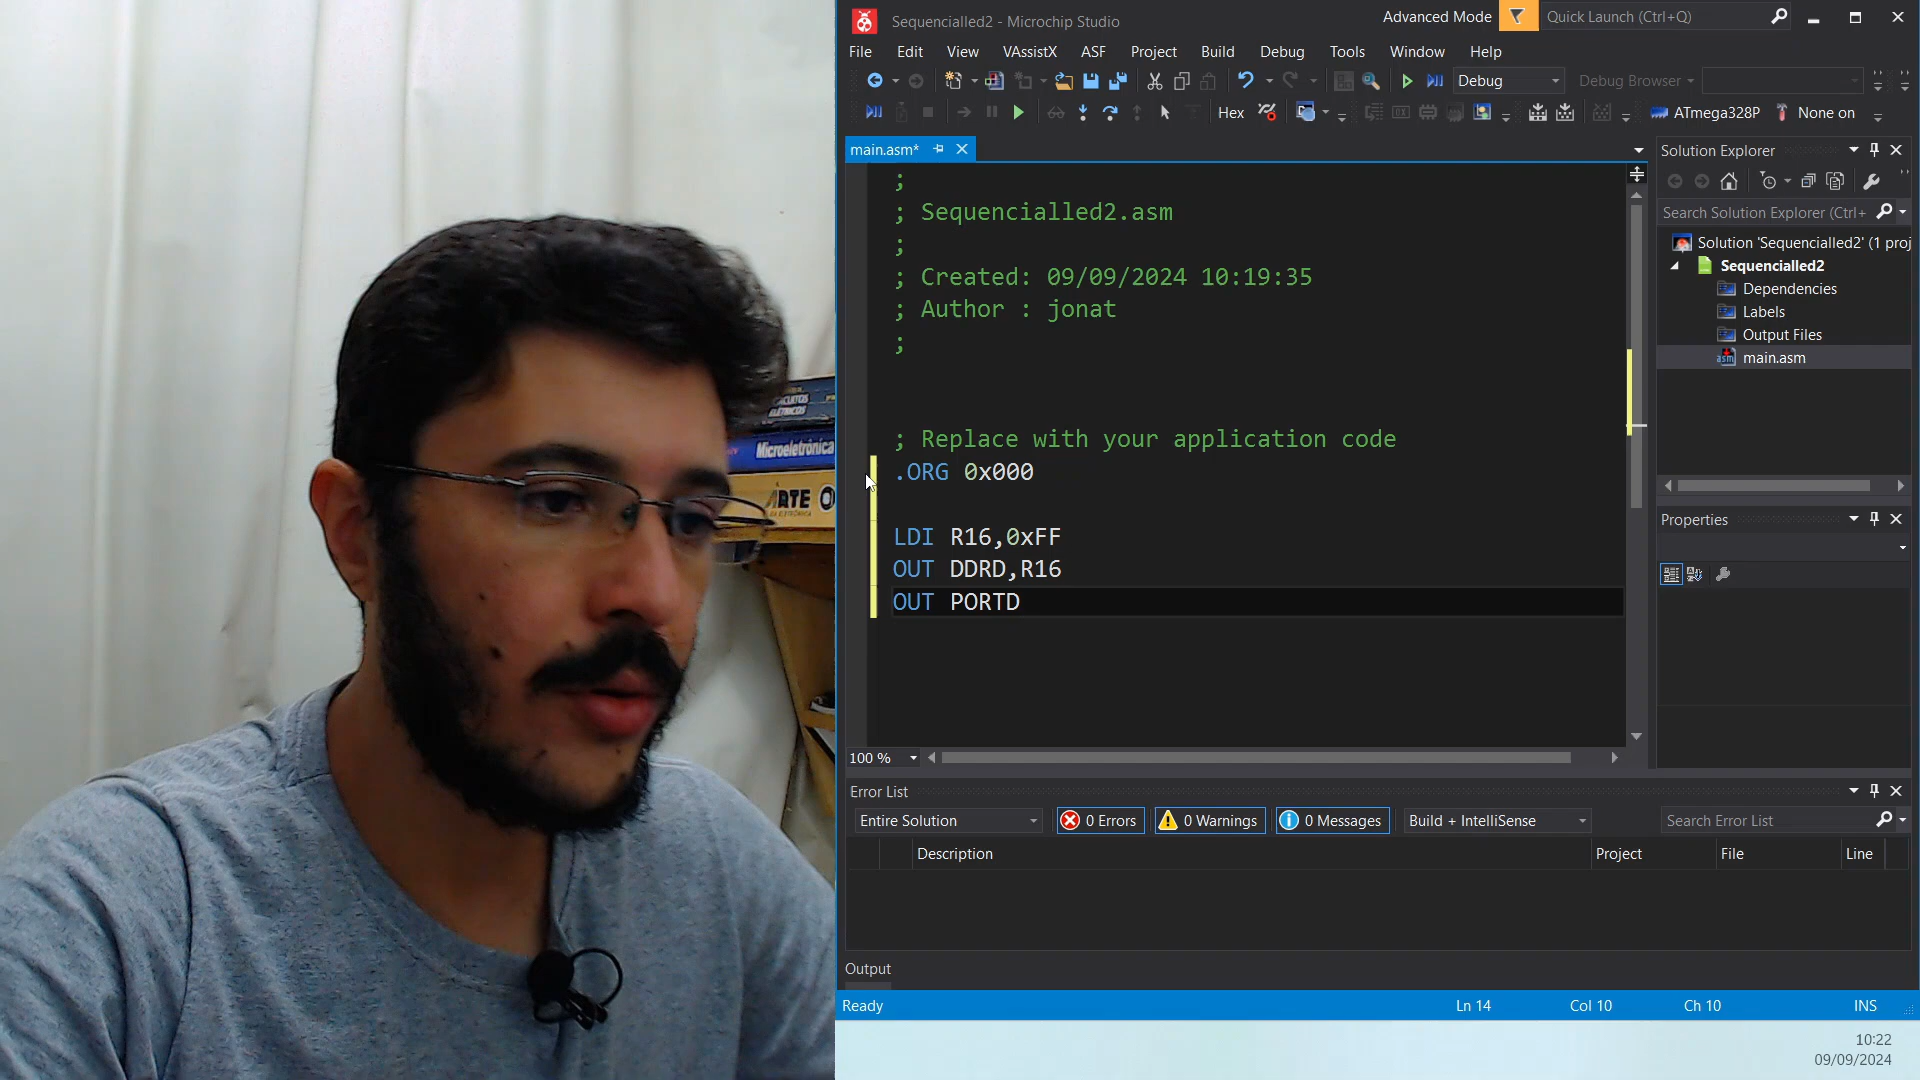 Sequencialled2 - Microchip Studio
Advanced Mode
Quick Launch (Ctrl+Q)
File Edit View VAssistX ASF Project Build Debug Tools Window Help
Debug
Debug Browser
Hex
ATmega328P
None on
main.asm*
;
; Sequencialled2.asm
;
; Created: 09/09/2024 10:19:35
; Author : jonat
;
; Replace with your application code
.ORG 0x000
LDI R16,0xFF
OUT DDRD,R16
OUT PORTD
100 %
Solution Explorer
Search Solution Explorer (Ctrl+
Solution 'Sequencialled2' (1 proj
Sequencialled2
Dependencies
Labels
Output Files
asm main.asm
Properties
Error List
Entire Solution
0 Errors
0 Warnings
0 Messages
Build + IntelliSense
Search Error List
Description Project File Line
Output
Ready
Ln 14 Col 10 Ch 10 INS
10:22
09/09/2024
Microeletrônica
ARTE